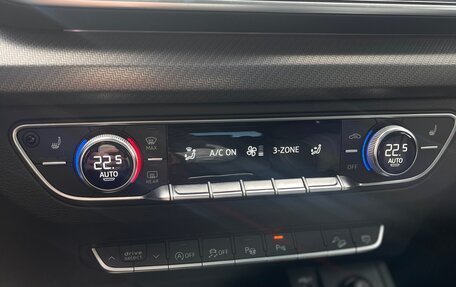 MAX
22.5
AUTO
REAR
A/C ON
3-ZONE
OFF
22.5
AUTO
drive
select
OFF
OFF